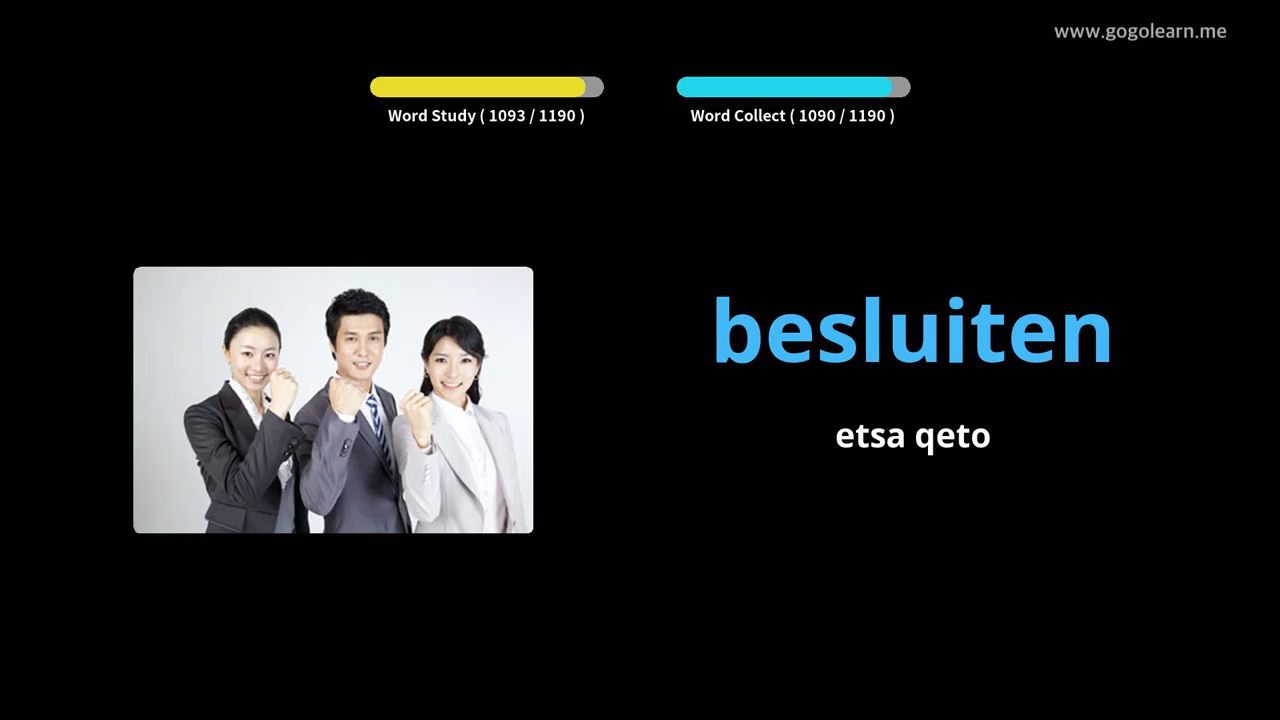 www.gogolearn.me
Word Study ( 1093 / 1190 )
Word Collect ( 1090 / 1190 )
besluiten
etsa qeto